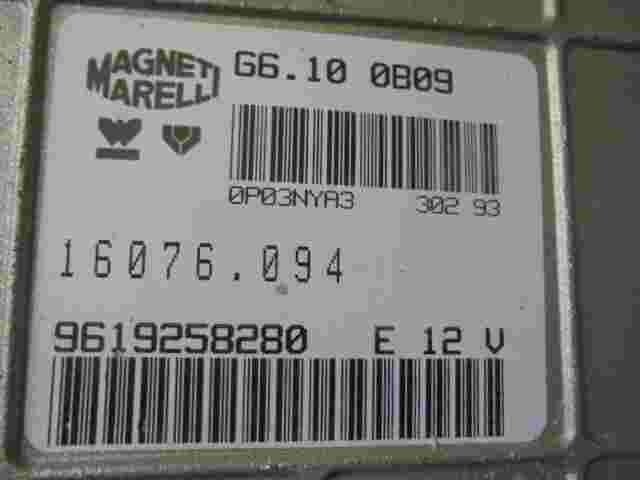 MAGNETI
MARELLI
G6.10 0B09
0P03NYA3 302 93
16076.094
9619258280 E 12 V